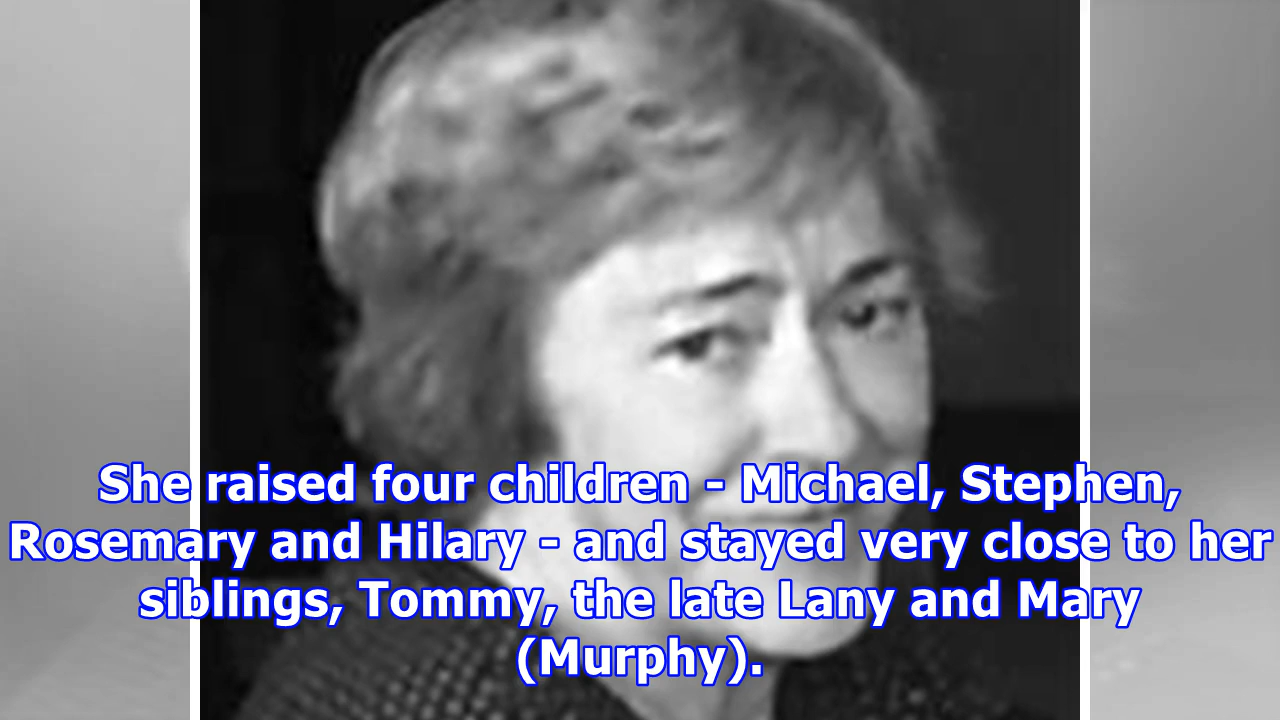 She raised four children - Michael, Stephen,
Rosemary and Hilary - and stayed very close to her
siblings, Tommy, the late Lany and Mary
(Murphy).